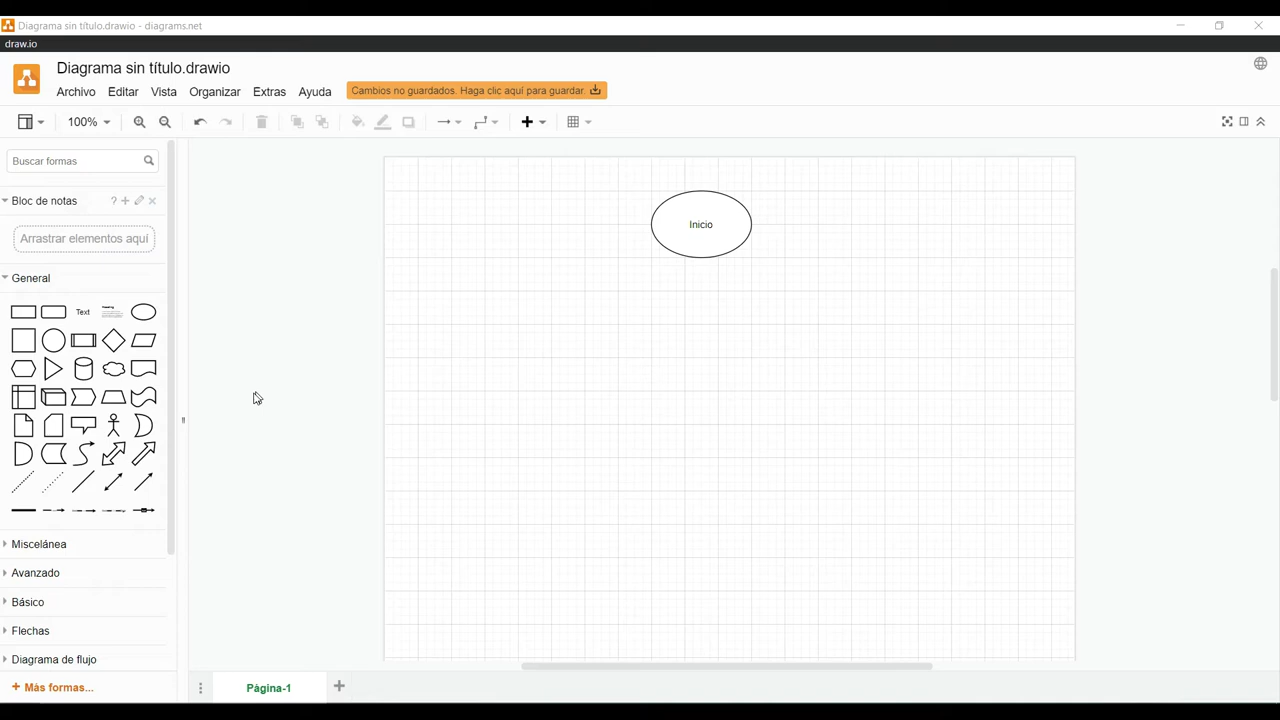 Diagrama sin título.drawio - diagrams.net
draw.io
Diagrama sin título.drawio
Archivo Editar Vista Organizar Extras Ayuda
Cambios no guardados. Haga clic aquí para guardar.
100%
Buscar formas
Bloc de notas
Arrastrar elementos aquí
General
Text
Inicio
Miscelánea
Avanzado
Básico
Flechas
Diagrama de flujo
+ Más formas...
Página-1